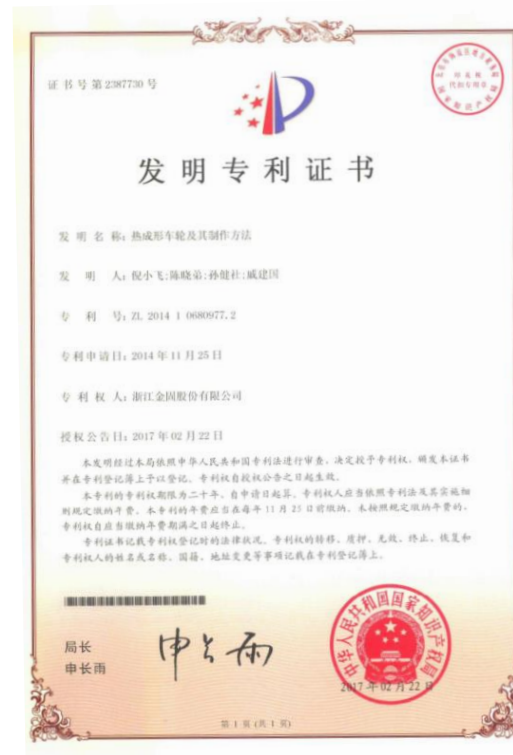 证书号第2387730号
发明专利证书
发 明 名 称：热成形车轮及其制作方法
发 明 人：倪小飞;陈晓弟;孙健社;戚建国
专 利 号：ZL 2014 1 0680977.2
专利申请日：2014年11月25日
专 利 权 人：浙江金固股份有限公司
授权公告日：2017年02月22日
本发明经过本局依照中华人民共和国专利法进行审查，决定授予专利权，颁发本证书
并在专利登记簿上予以登记。专利权自授权公告之日起生效。
本专利的专利权期限为二十年，自申请日起算。专利权人应当依照专利法及其实施细
则规定缴纳年费。本专利的年费应当在每年11月25日前缴纳。未按照规定缴纳年费的，
专利权自应当缴纳年费期满之日起终止。
专利证书记载专利权登记时的法律状况。专利权的转移、质押、无效、终止、恢复和
专利权人的姓名或名称、国籍、地址变更等事项记载在专利登记簿上。
局长
申长雨
申长雨
中华人民共和国国家知识产权局
2017年02月22日
第1页(共1页)